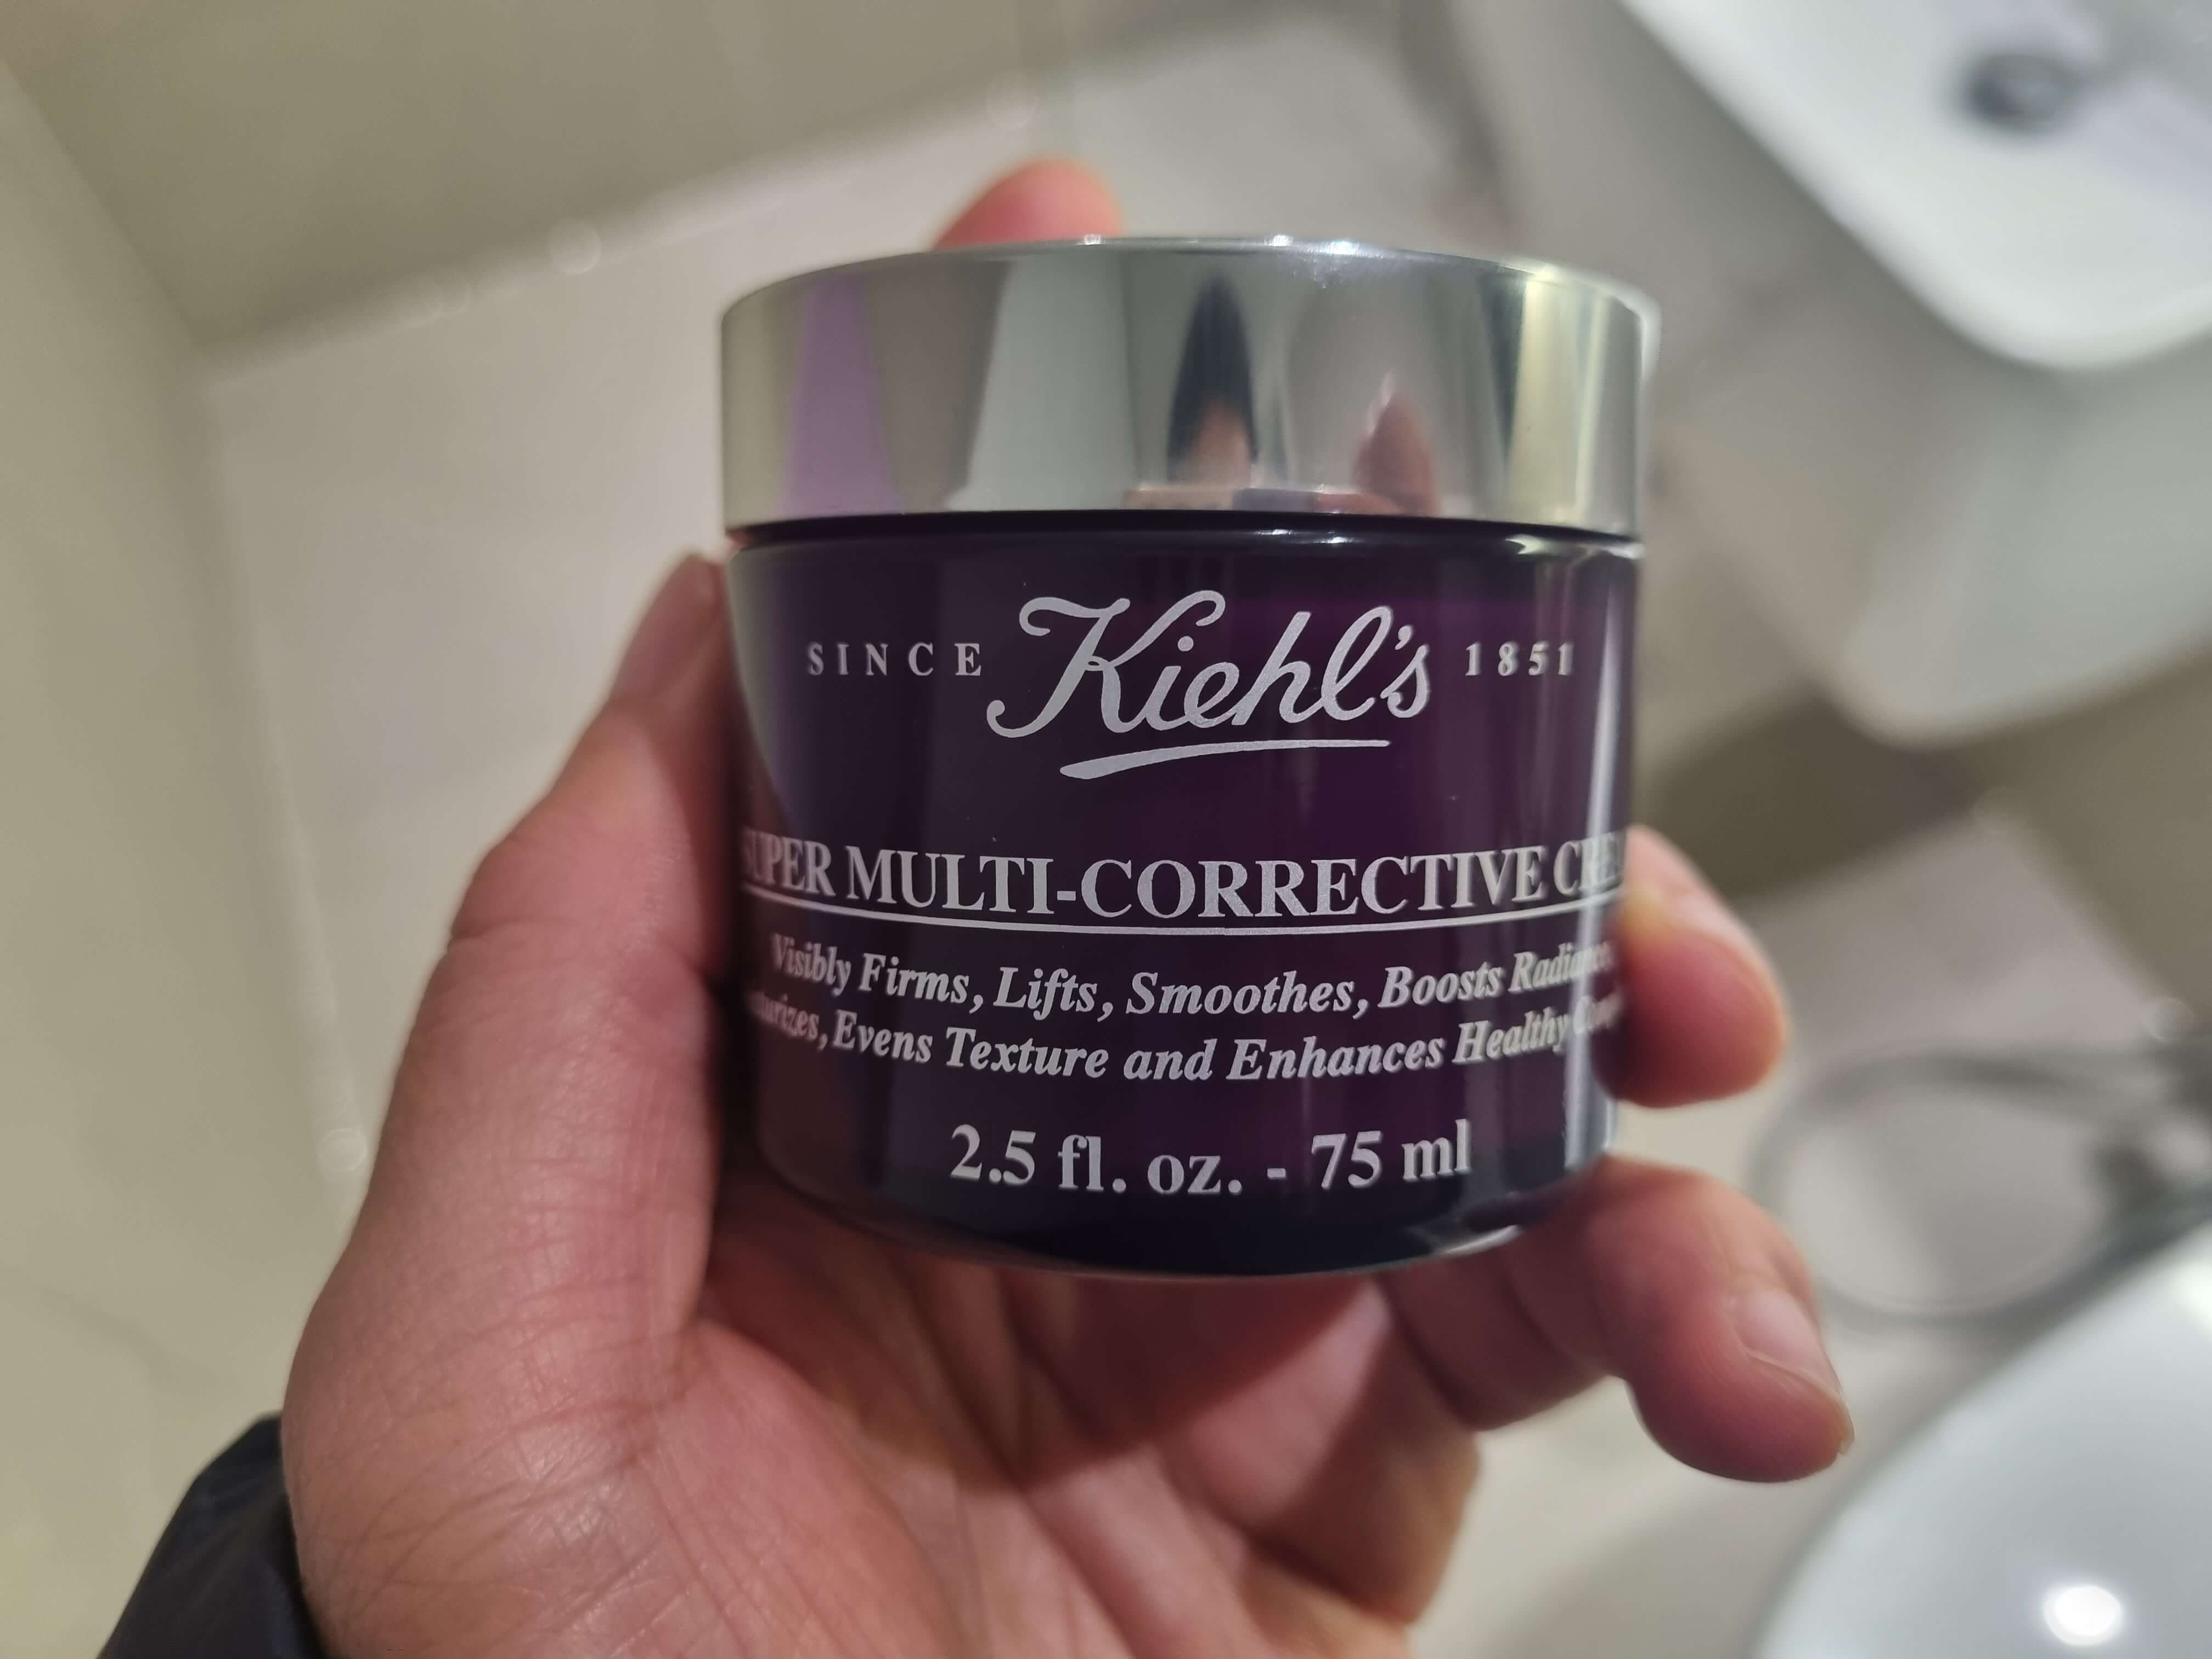 SINCE Kiehl's 1851
SUPER MULTI-CORRECTIVE
Visibly Firms, Lifts, Smoothes, Boosts
Evens Texture and Enhances Healthy
2.5 fl. oz. - 75 ml